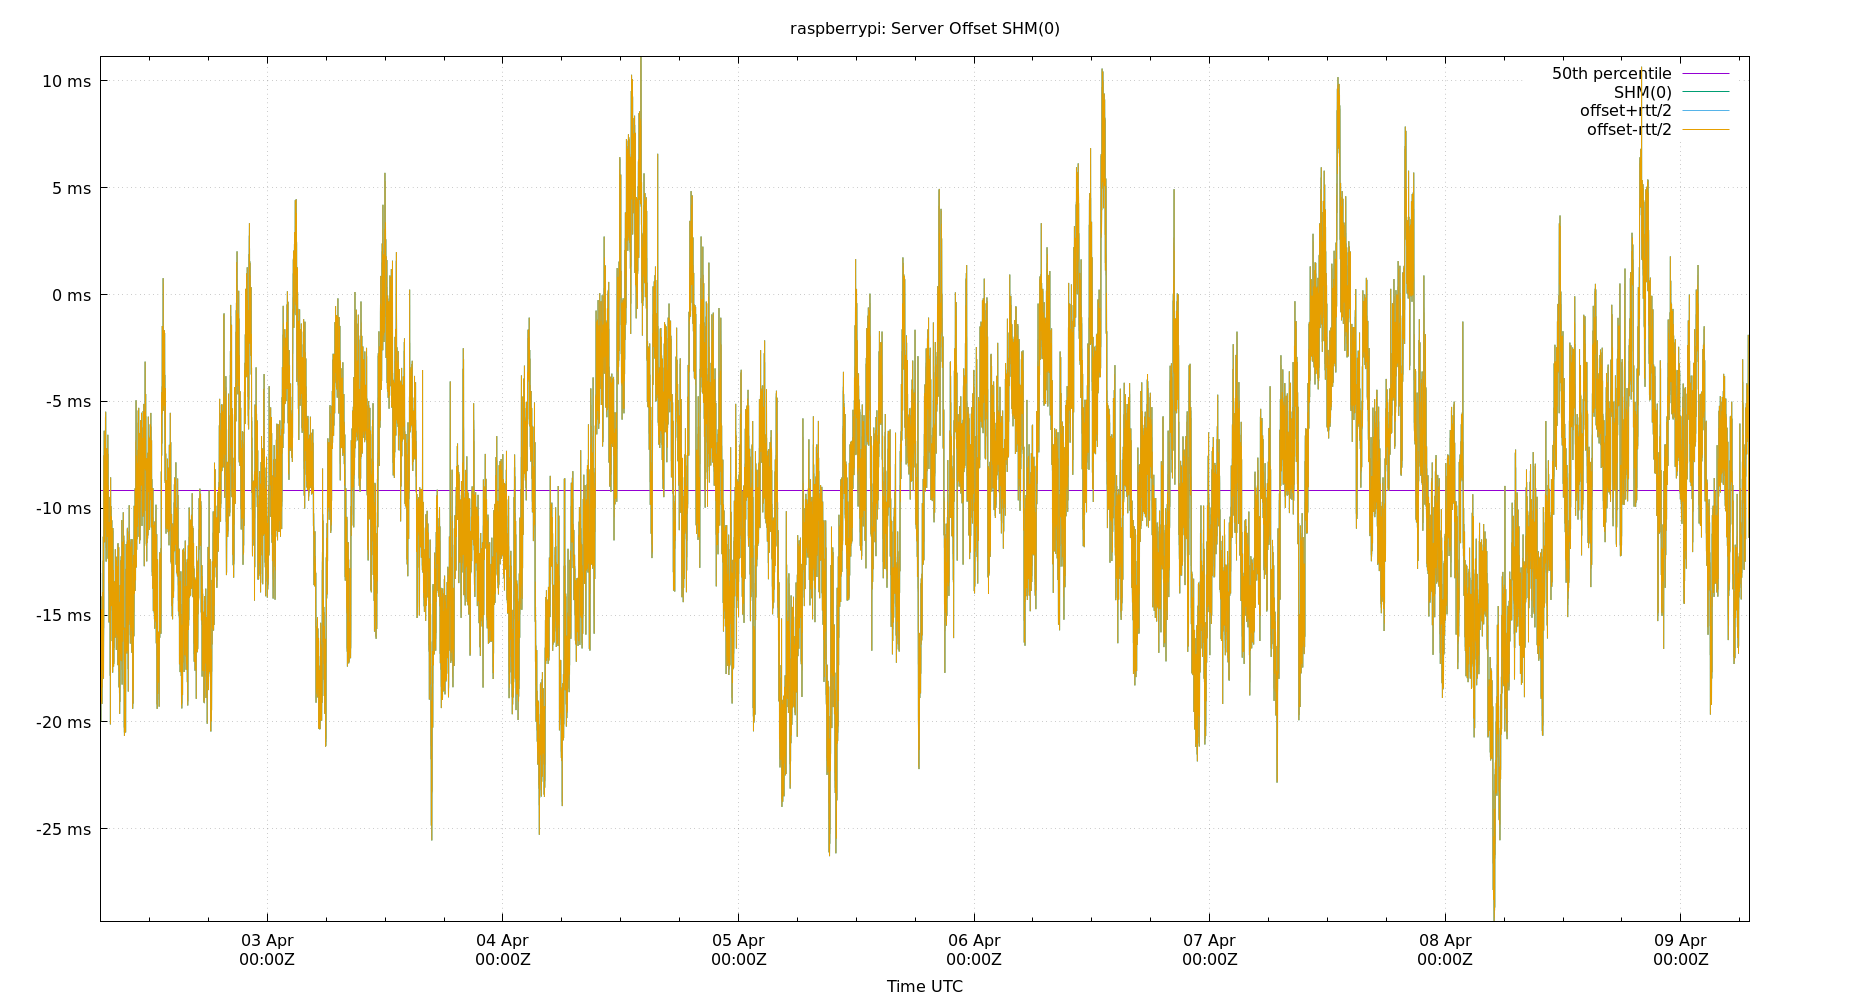 raspberrypi: Server Offset SHM(0)
10 ms
5 ms
0 ms
-5 ms
-10 ms
-15 ms
-20 ms
-25 ms
50th percentile
SHM(0)
offset+rtt/2
offset-rtt/2
03 Apr
00:00Z
04 Apr
00:00Z
05 Apr
00:00Z
06 Apr
00:00Z
07 Apr
00:00Z
08 Apr
00:00Z
09 Apr
00:00Z
Time UTC